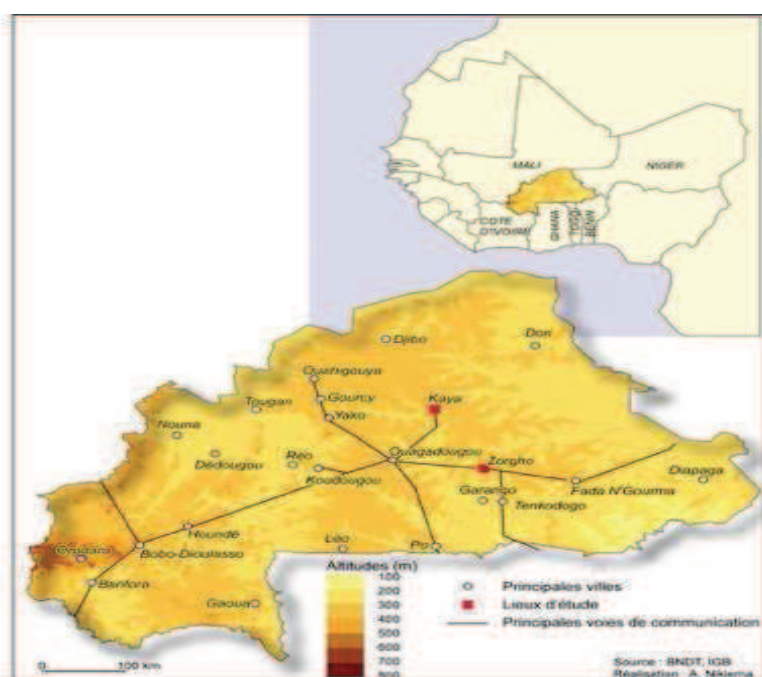 MALI
NIGER
COTE
D'IVOIRE
GHANA
TOGO
BENIN
Djibo
Dori
Ouahigouya
Gourcy
Kaya
Tougan
Yako
Nouna
Ouagadougou
Zorgho
Dédougou
Réo
Koudougou
Diapaga
Fada N'Gourma
Garango
Tenkodogo
Houndé
Léo
Po
Bobo-Dioulasso
Banfora
Gaoua
Altitudes (m)
100
200
300
400
500
600
700
800
Principales villes
Lieux d'étude
Principales voies de communication
0 100 km
Source : BNDT, IGB
Réalisation : A. Nikiema